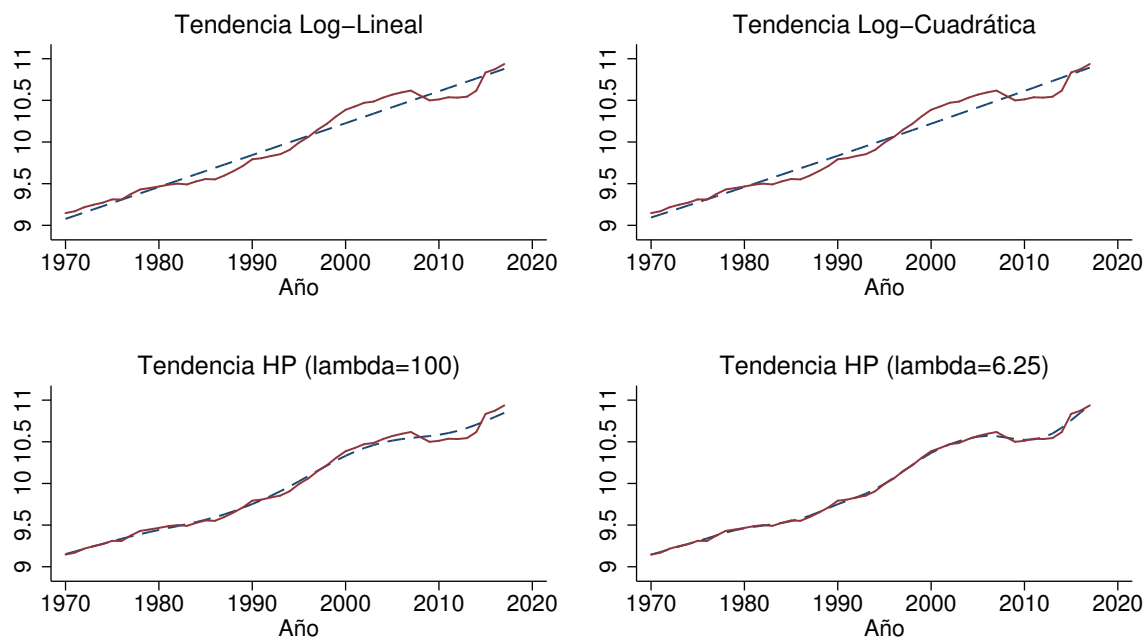 Tendencia Log−Lineal
9 9.5 10 10.5 11
1970 1980 1990 2000 2010 2020
Año
Tendencia Log−Cuadrática
9 9.5 10 10.5 11
1970 1980 1990 2000 2010 2020
Año
Tendencia HP (lambda=100)
9 9.5 10 10.5 11
1970 1980 1990 2000 2010 2020
Año
Tendencia HP (lambda=6.25)
9 9.5 10 10.5 11
1970 1980 1990 2000 2010 2020
Año